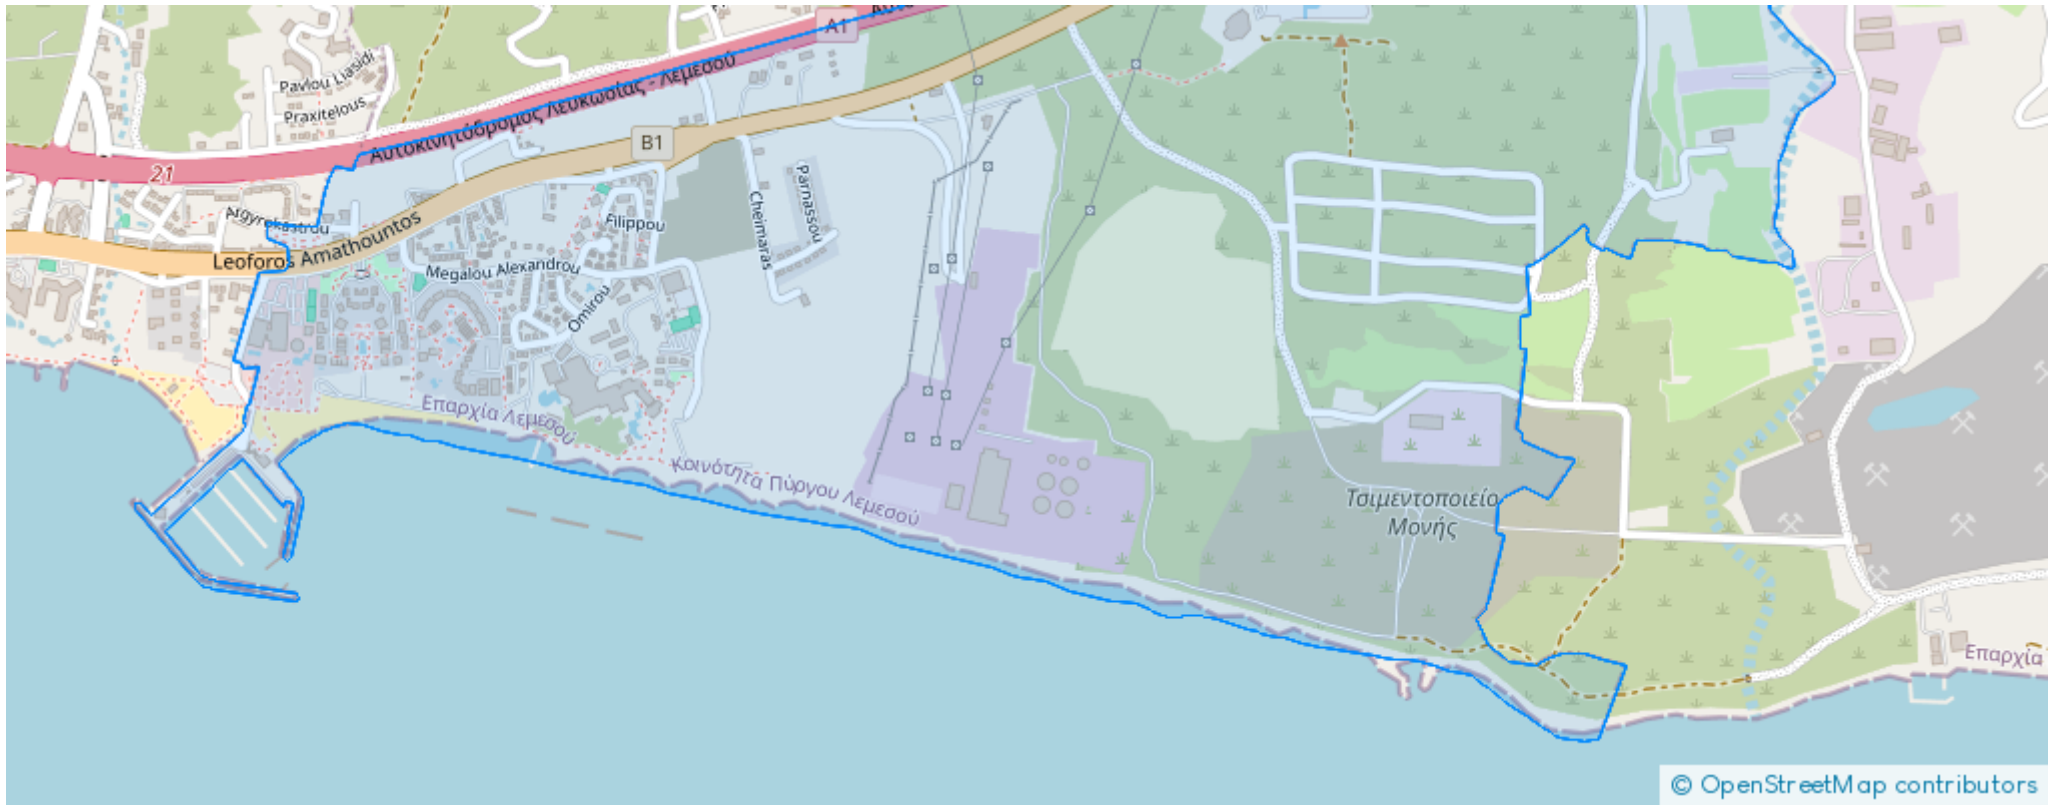 A1
Αυτοκινητόδρομος Λευκωσίας - Λεμεσού
Pavlou Liasidi
Praxitelous
21
B1
Argyrokastrou
Leoforos Amathountos
Filippou
Megalou Alexandrou
Omirou
Cheimaras
Parnassou
Επαρχία Λεμεσού
Κοινότητα Πύργου Λεμεσού
Τσιμεντοποιείο
Μονής
Επαρχία
© OpenStreetMap contributors